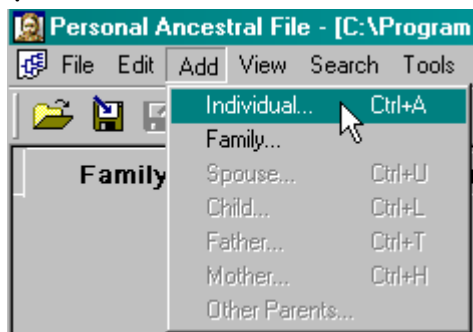 Personal Ancestral File - [C:\Program
File Edit Add View Search Tools
Individual... Ctrl+A
Family...
Family
Spouse... Ctrl+U
Child... Ctrl+L
Father... Ctrl+T
Mother... Ctrl+H
Other Parents...